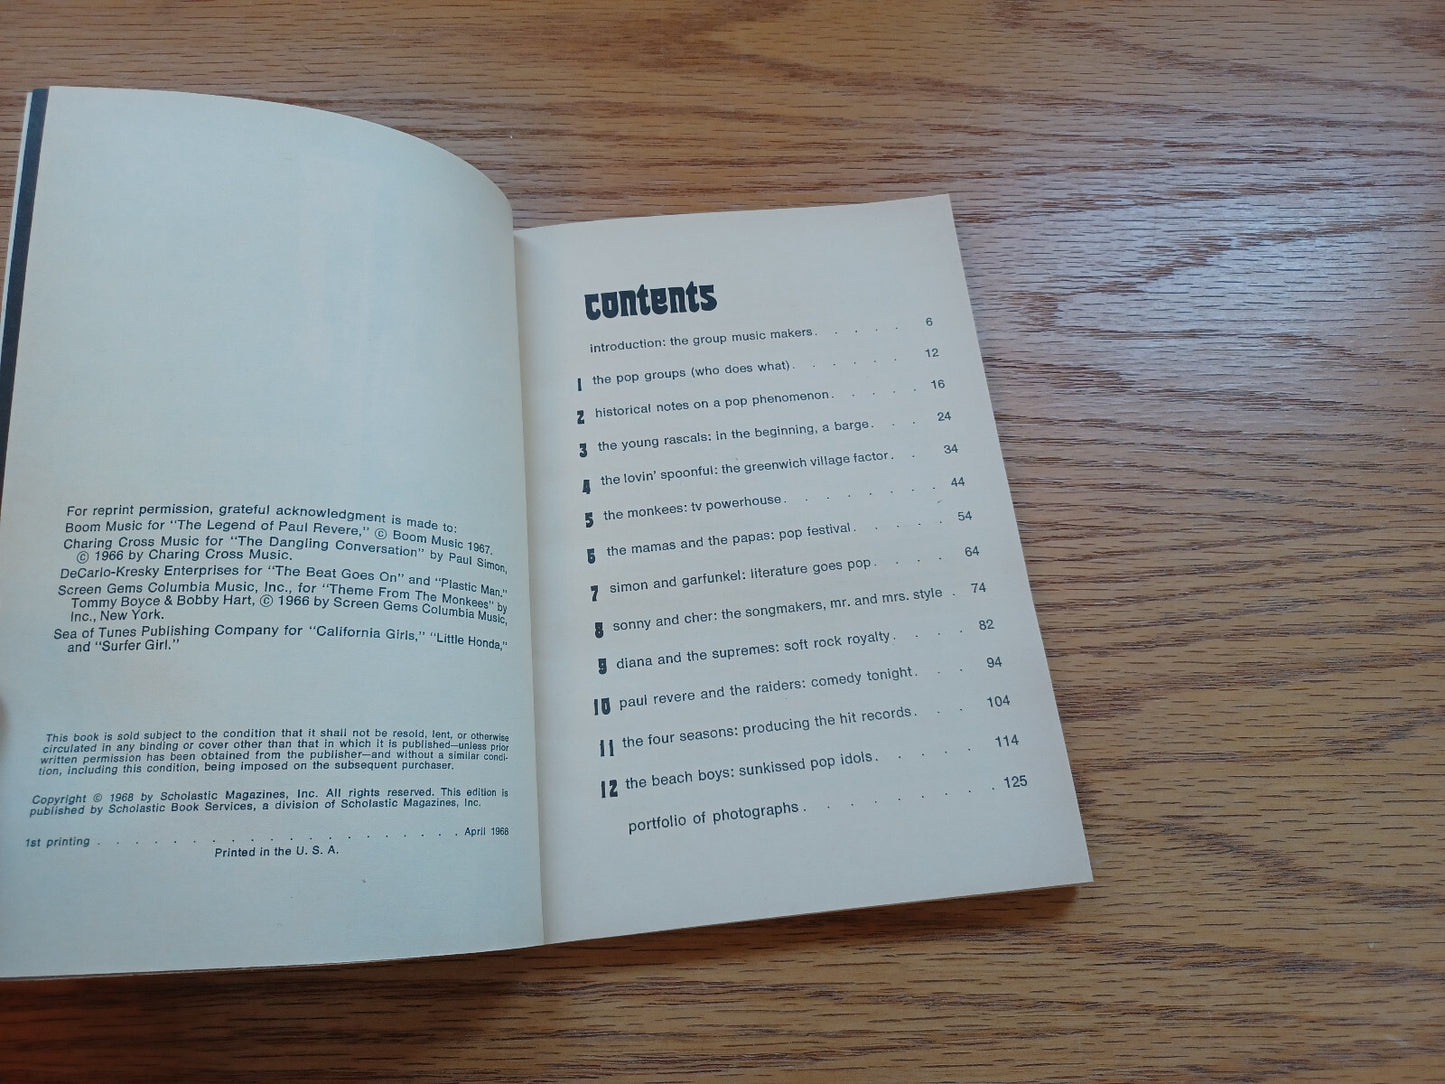 For reprint permission, grateful acknowledgment is made to:
Boom Music for "The Legend of Paul Revere," © Boom Music 1967.
Charing Cross Music for "The Dangling Conversation" by Paul Simon,
© 1966 by Charing Cross Music.
DeCarlo-Kresky Enterprises for "The Beat Goes On" and "Plastic Man."
Screen Gems Columbia Music, Inc., for "Theme From The Monkees" by
Tommy Boyce & Bobby Hart, © 1966 by Screen Gems Columbia Music,
Inc., New York.
Sea of Tunes Publishing Company for "California Girls," "Little Honda,"
and "Surfer Girl."
This book is sold subject to the condition that it shall not be resold, lent, or otherwise
circulated in any binding or cover other than that in which it is published—unless prior
written permission has been obtained from the publisher—and without a similar condi-
tion, including this condition, being imposed on the subsequent purchaser.
Copyright © 1968 by Scholastic Magazines, Inc. All rights reserved. This edition is
published by Scholastic Book Services, a division of Scholastic Magazines, Inc.
1st printing . . . . . . . . . . . . . . . . . . . April 1968
Printed in the U. S. A.
contents
introduction: the group music makers . . . . . 6
1 the pop groups (who does what) . . . . . . 12
2 historical notes on a pop phenomenon . . . . . 16
3 the young rascals: in the beginning, a barge . . . 24
4 the lovin' spoonful: the greenwich village factor . . 34
5 the monkees: tv powerhouse . . . . . . . . 44
6 the mamas and the papas: pop festival . . . . . 54
7 simon and garfunkel: literature goes pop . . . . 64
8 sonny and cher: the songmakers, mr. and mrs. style . 74
9 diana and the supremes: soft rock royalty . . . . 82
10 paul revere and the raiders: comedy tonight . . . 94
11 the four seasons: producing the hit records . . . 104
12 the beach boys: sunkissed pop idols . . . . . 114
portfolio of photographs . . . . . . . . . 125